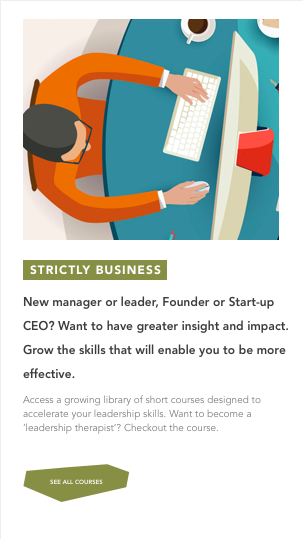 STRICTLY BUSINESS
New manager or leader, Founder or Start-up
CEO? Want to have greater insight and impact.
Grow the skills that will enable you to be more
effective.
Access a growing library of short courses designed to
accelerate your leadership skills. Want to become a
'leadership therapist'? Checkout the course.
SEE ALL COURSES